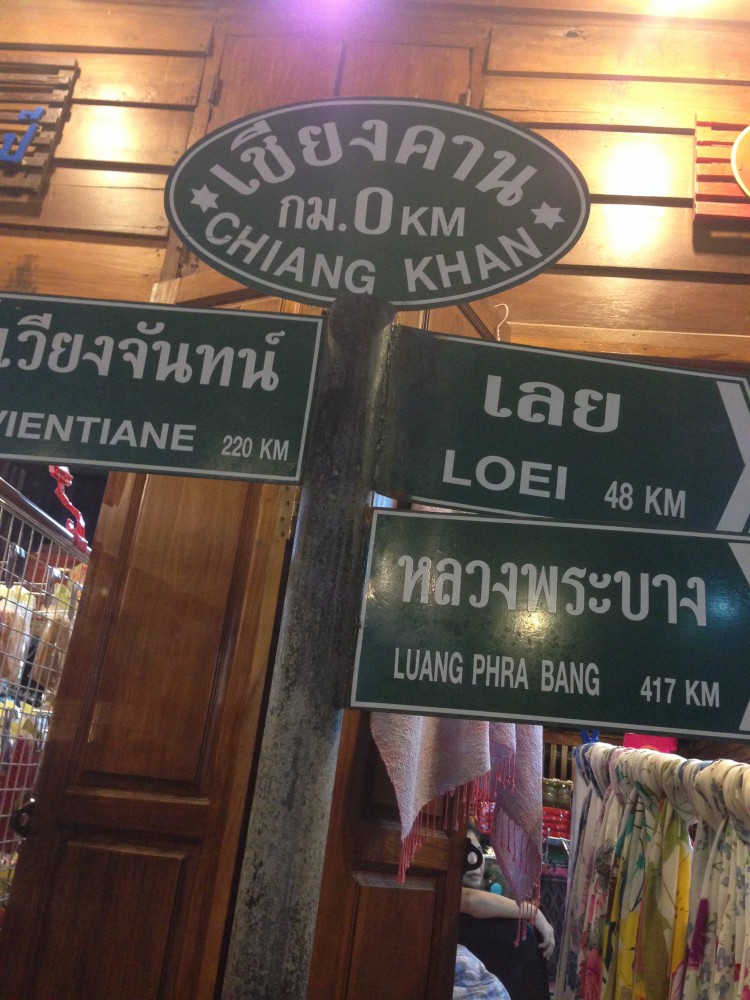 เชียงคาน
กม.0KM
CHIANG KHAN
เวียงจันทน์
VIENTIANE 220 KM
เลย
LOEI 48 KM
หลวงพระบาง
LUANG PHRA BANG 417 KM